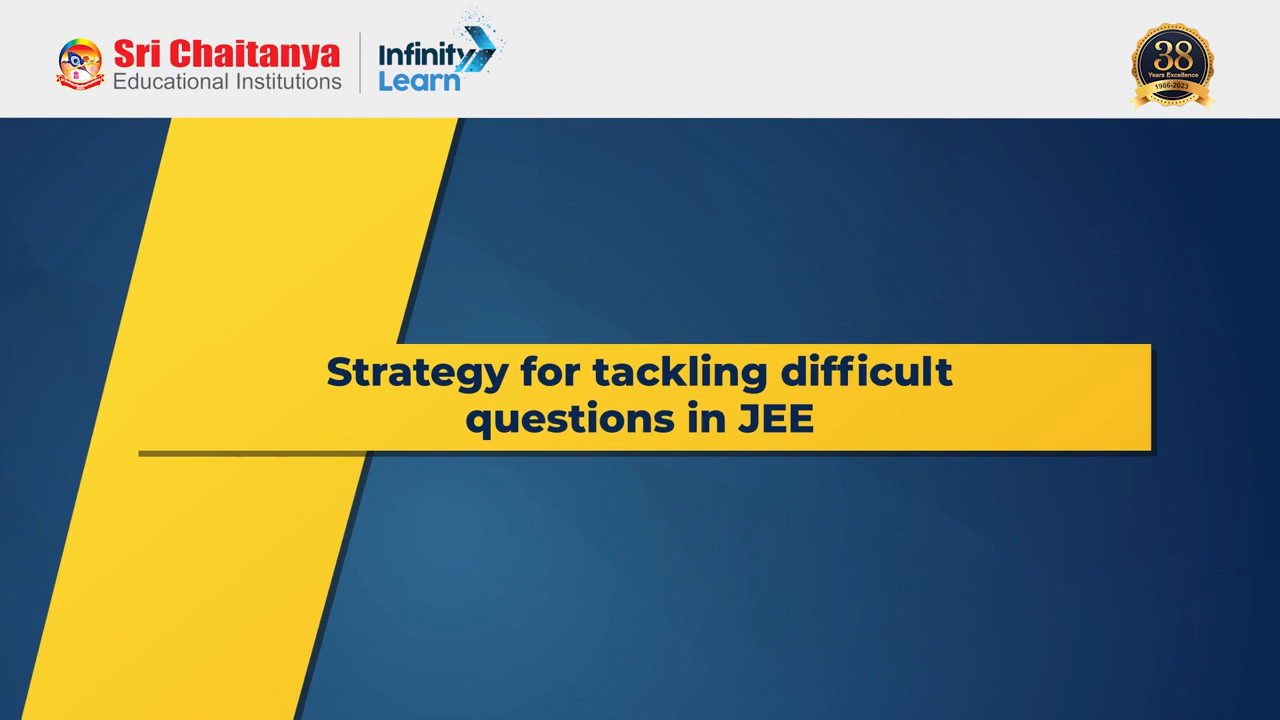 Sri Chaitanya
Educational Institutions
Infinity
Learn
38
Years Excellence
1986-2023
Strategy for tackling difficult
questions in JEE